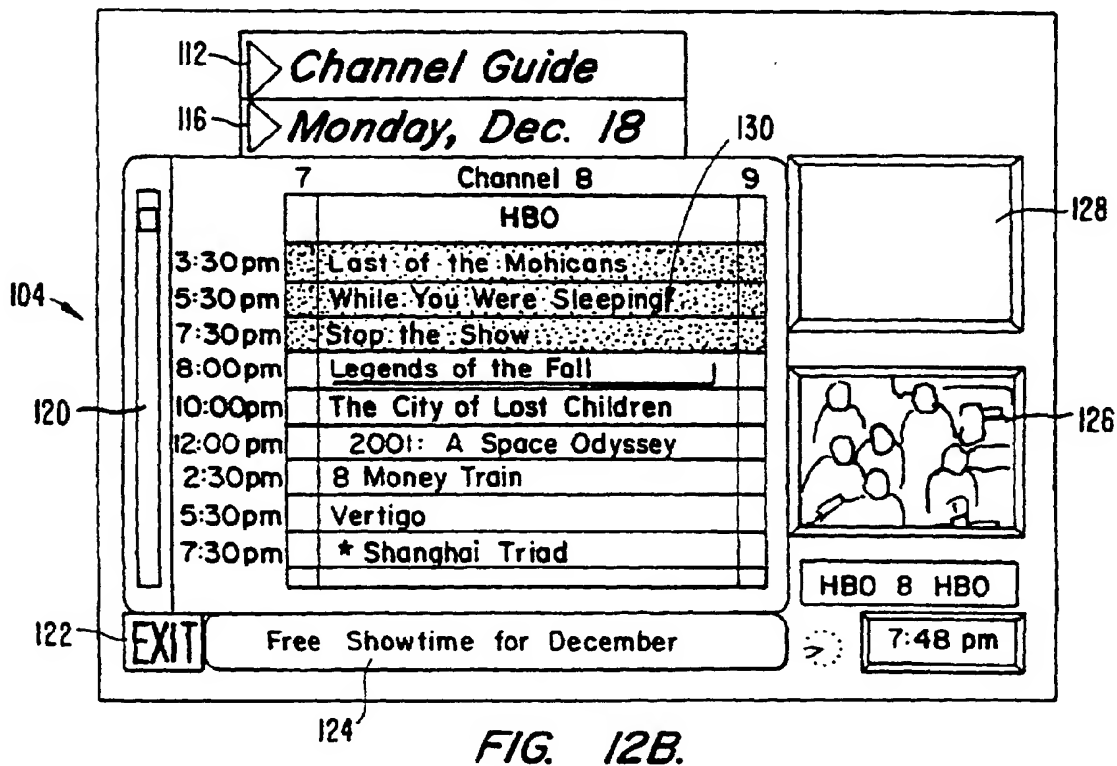 112
Channel Guide
116
Monday, Dec. 18
130
7 Channel 8 9
HBO
128
3:30pm Last of the Mohicans
104
5:30pm While You Were Sleeping
7:30pm Stop the Show
8:00pm Legends of the Fall
120
10:00pm The City of Lost Children
126
12:00 pm 2001: A Space Odyssey
2:30pm 8 Money Train
5:30pm Vertigo
7:30pm * Shanghai Triad
HBO 8 HBO
122
EXIT
Free Showtime for December
7:48 pm
124
FIG. 12B.